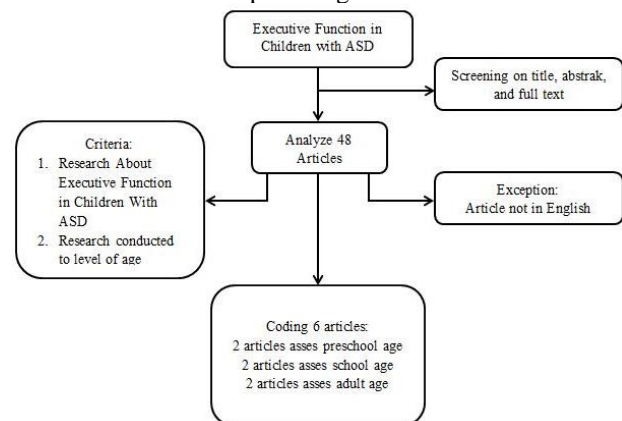 Executive Function in
Children with ASD
Screening on title, abstrak,
and full text
Analyze 48
Articles
Criteria:
1. Research About
Executive Function
in Children With
ASD
2. Research conducted
to level of age
Exception:
Article not in English
Coding 6 articles:
2 articles asses preschool age
2 articles asses school age
2 articles asses adult age